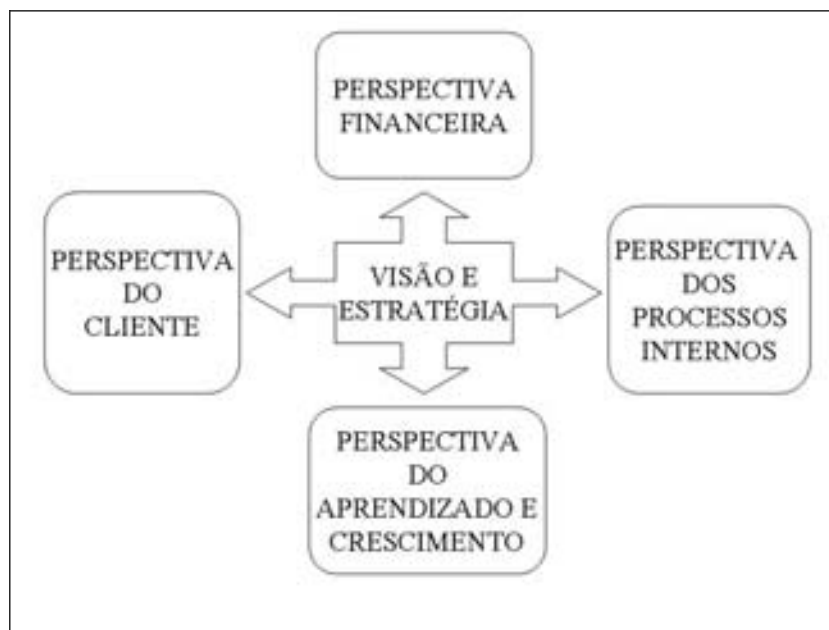 PERSPECTIVA
FINANCEIRA
PERSPECTIVA
DO
CLIENTE
VISÃO E
ESTRATÉGIA
PERSPECTIVA
DOS
PROCESSOS
INTERNOS
PERSPECTIVA
DO
APRENDIZADO E
CRESCIMENTO